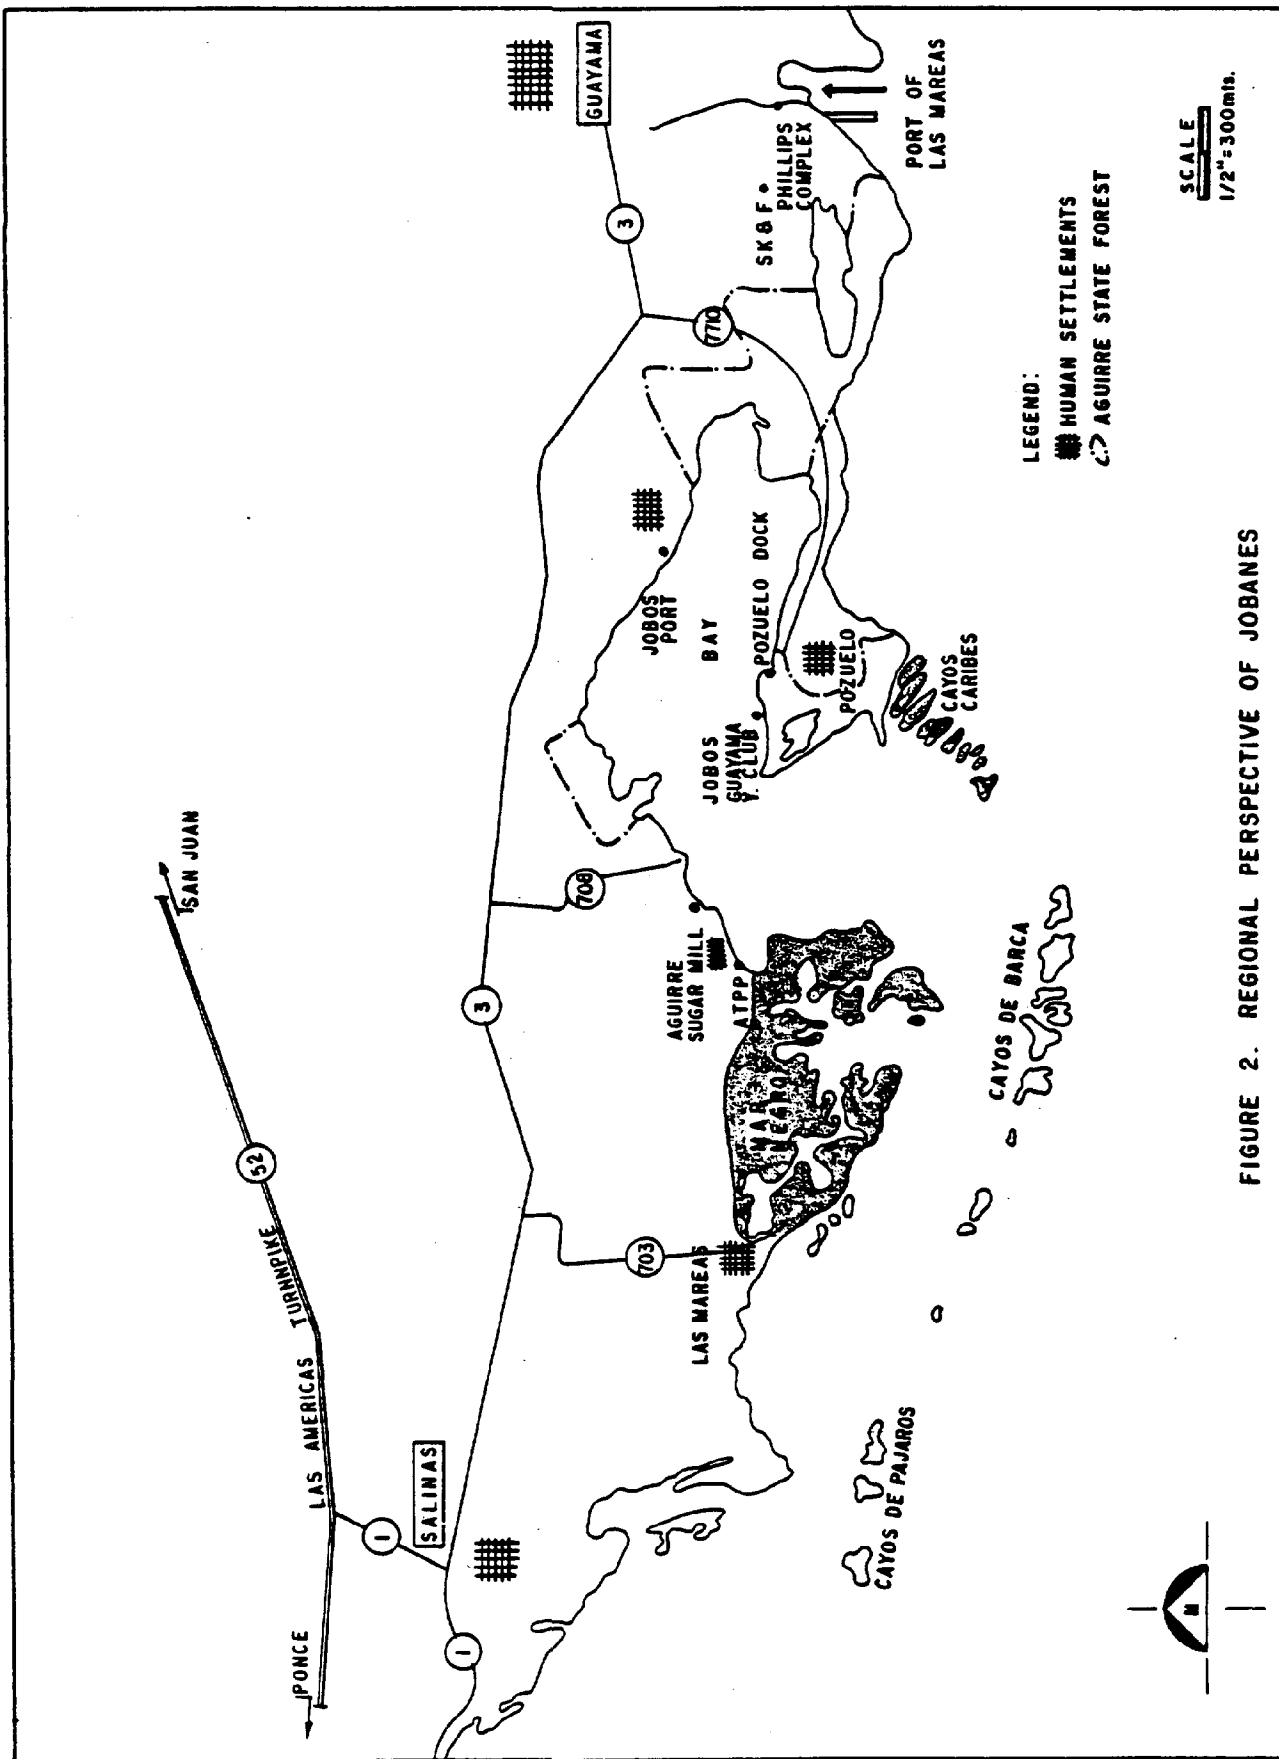 SAN JUAN
52
LAS AMERICAS TURNNPIKE
PONCE
1
SALINAS
1
3
3
GUAYAMA
703
708
7710
JOBOS
PORT
BAY
POZUELO DOCK
JOBOS
GUAYAMA
Y. CLUB
POZUELO
CAYOS
CARIBES
SK&F
PHILLIPS
COMPLEX
PORT OF
LAS MAREAS
AGUIRRE
SUGAR MILL
ATPP
MAR
NEGRO
LAS MAREAS
CAYOS DE BARCA
CAYOS DE PAJAROS
N
LEGEND:
HUMAN SETTLEMENTS
AGUIRRE STATE FOREST
SCALE
1/2"=300mts.
FIGURE 2. REGIONAL PERSPECTIVE OF JOBANES